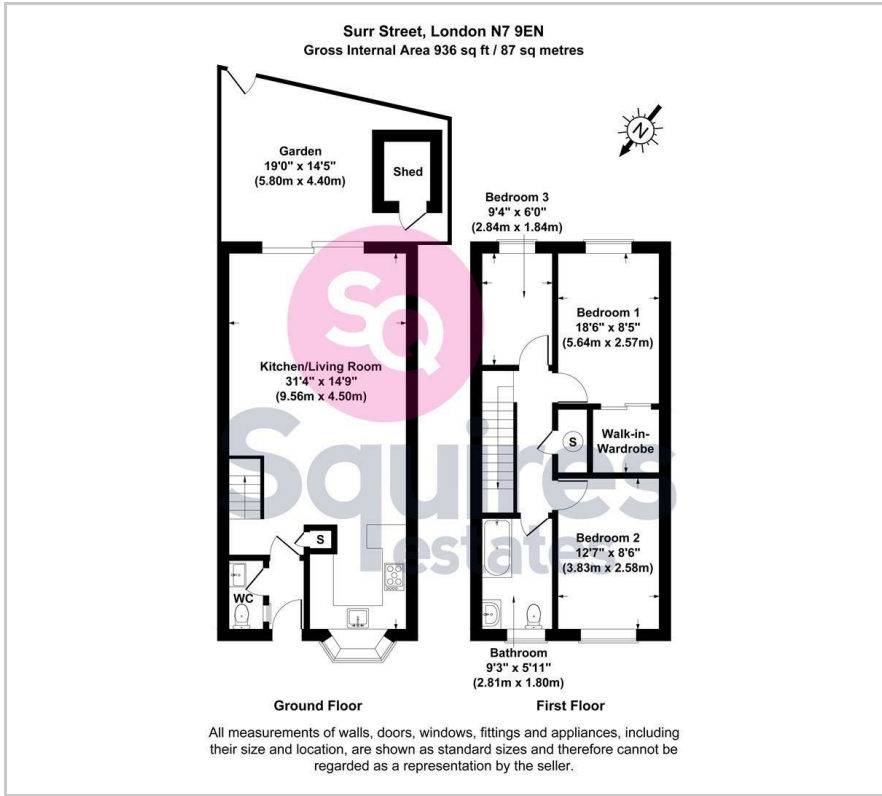 Surr Street, London N7 9EN
Gross Internal Area 936 sq ft / 87 sq metres
Garden
19'0" x 14'5"
(5.80m x 4.40m)
Shed
N
Bedroom 3
9'4" x 6'0"
(2.84m x 1.84m)
SQ
Squires
estates
Kitchen/Living Room
31'4" x 14'9"
(9.56m x 4.50m)
Bedroom 1
18'6" x 8'5"
(5.64m x 2.57m)
S
Walk-in-
Wardrobe
S
WC
Bedroom 2
12'7" x 8'6"
(3.83m x 2.58m)
Bathroom
9'3" x 5'11"
(2.81m x 1.80m)
Ground Floor
First Floor
All measurements of walls, doors, windows, fittings and appliances, including
their size and location, are shown as standard sizes and therefore cannot be
regarded as a representation by the seller.